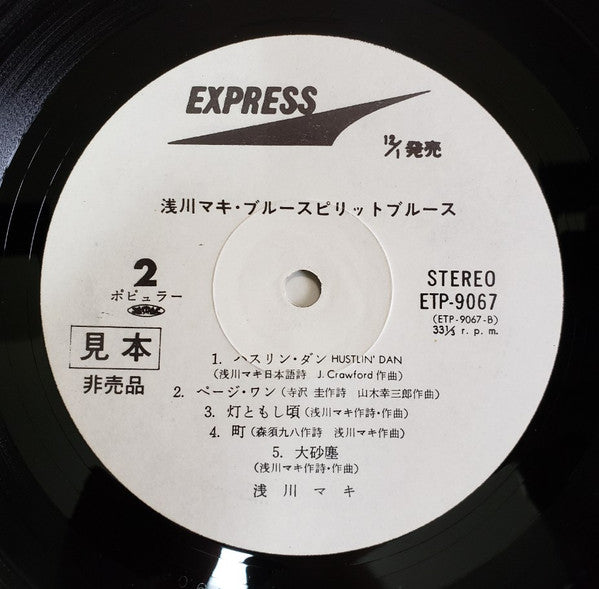 EXPRESS
12/1 発売
浅川マキ・ブルースピリットブルース
2
ポピュラー
見本
非売品
STEREO
ETP-9067
(ETP-9067-B)
33⅓ r.p.m.
1. ハスリン・ダン HUSTLIN' DAN
(浅川マキ日本語詩 J. Crawford 作曲)
2. ページ・ワン (寺沢 圭作詩 山木幸三郎作曲)
3. 灯ともし頃 (浅川マキ作詩・作曲)
4. 町 (森須九八作詩 浅川マキ作曲)
5. 大砂塵
(浅川マキ作詩・作曲)
浅川マキ